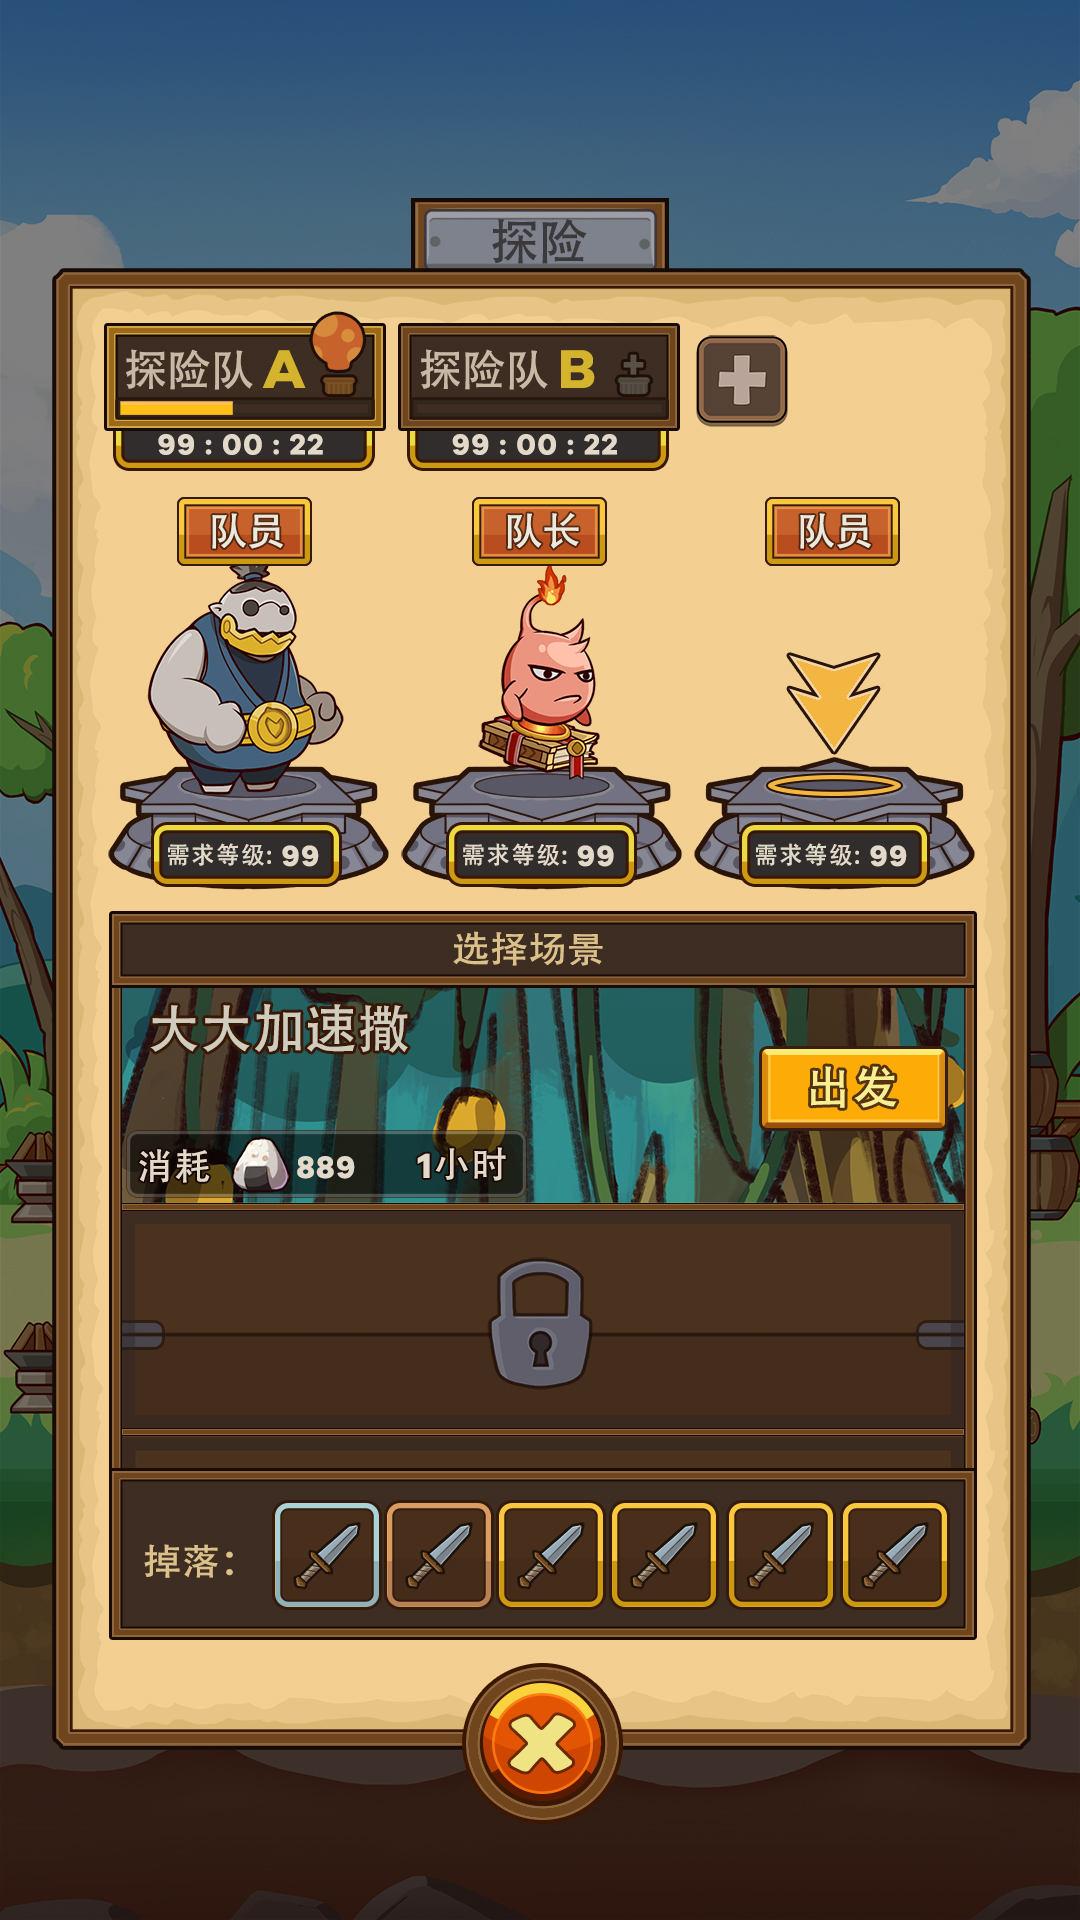 探险
探险队 A
探险队 B
99 : 00 : 22
99 : 00 : 22
队员
队长
队员
需求等级: 99
需求等级: 99
需求等级: 99
选择场景
大大加速撒
出发
消耗 889 1小时
掉落: